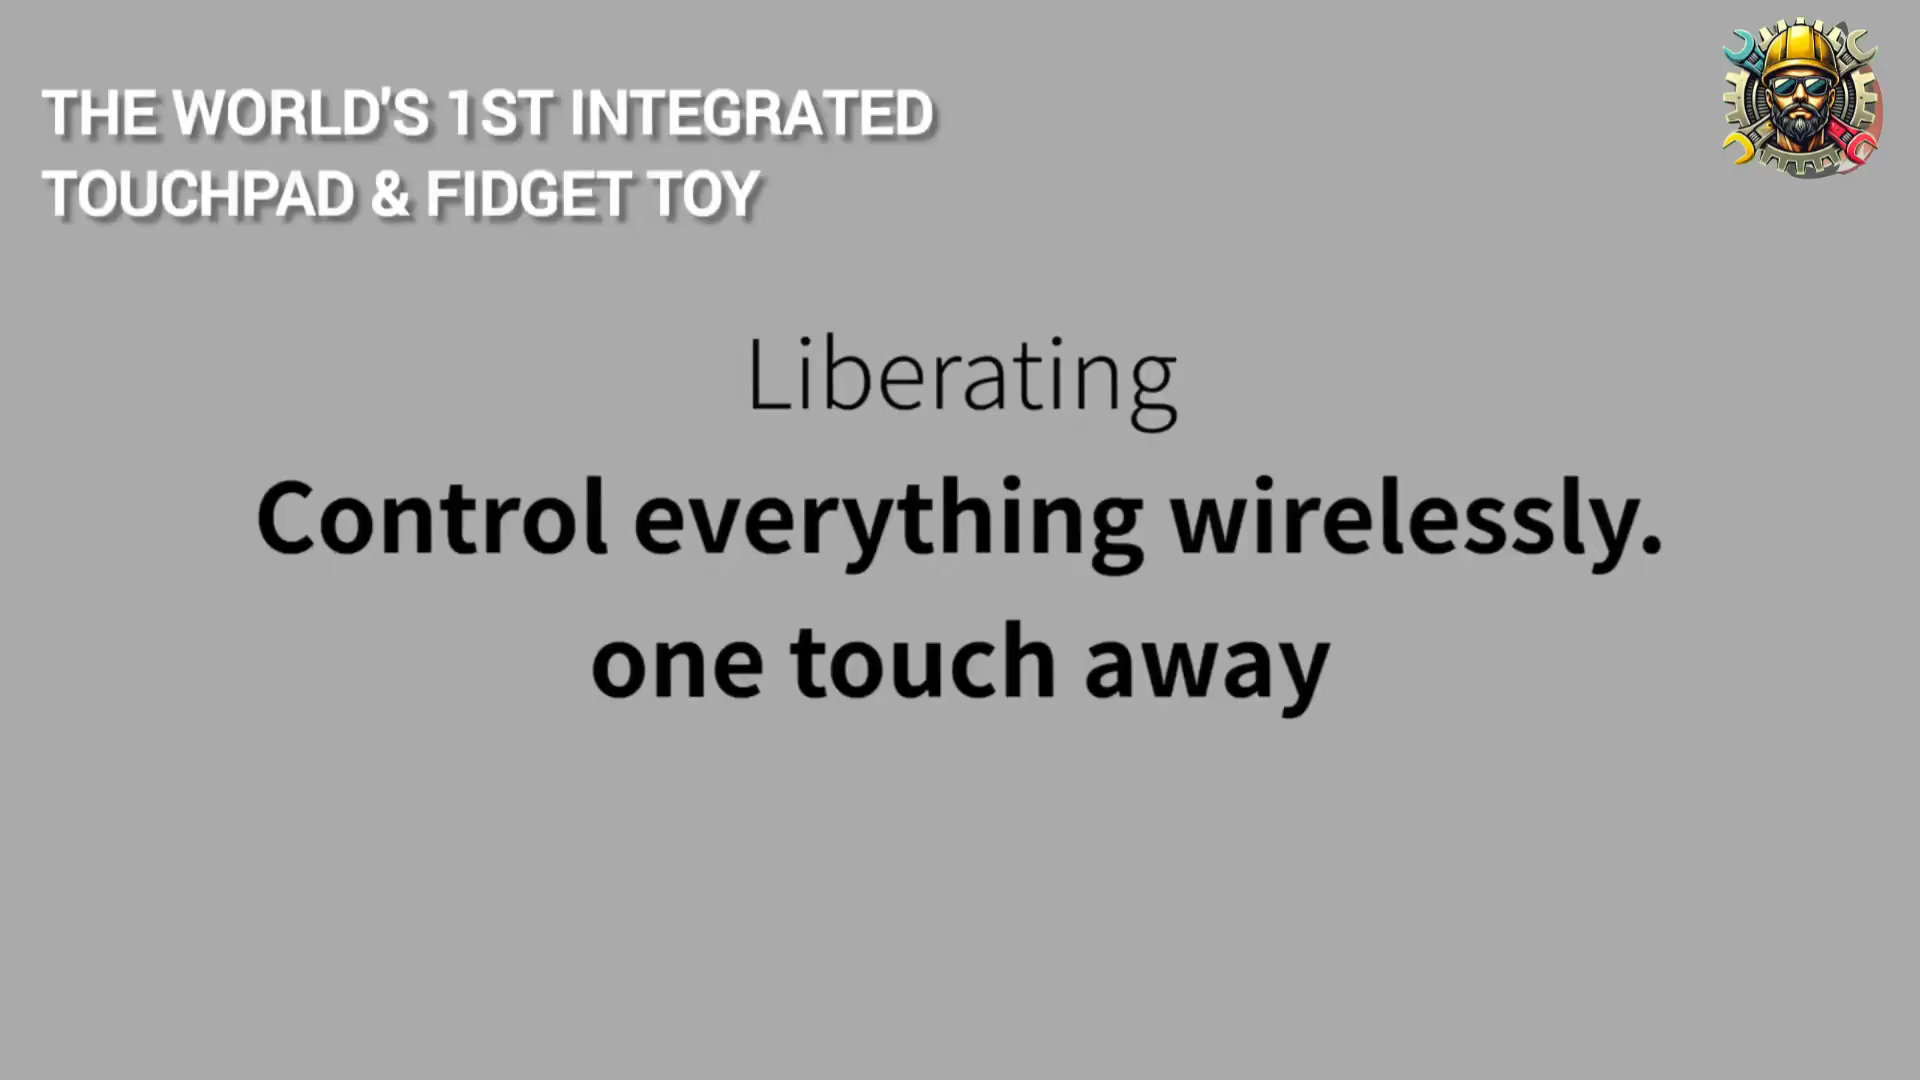 THE WORLD'S 1ST INTEGRATED
TOUCHPAD & FIDGET TOY
Liberating
Control everything wirelessly.
one touch away